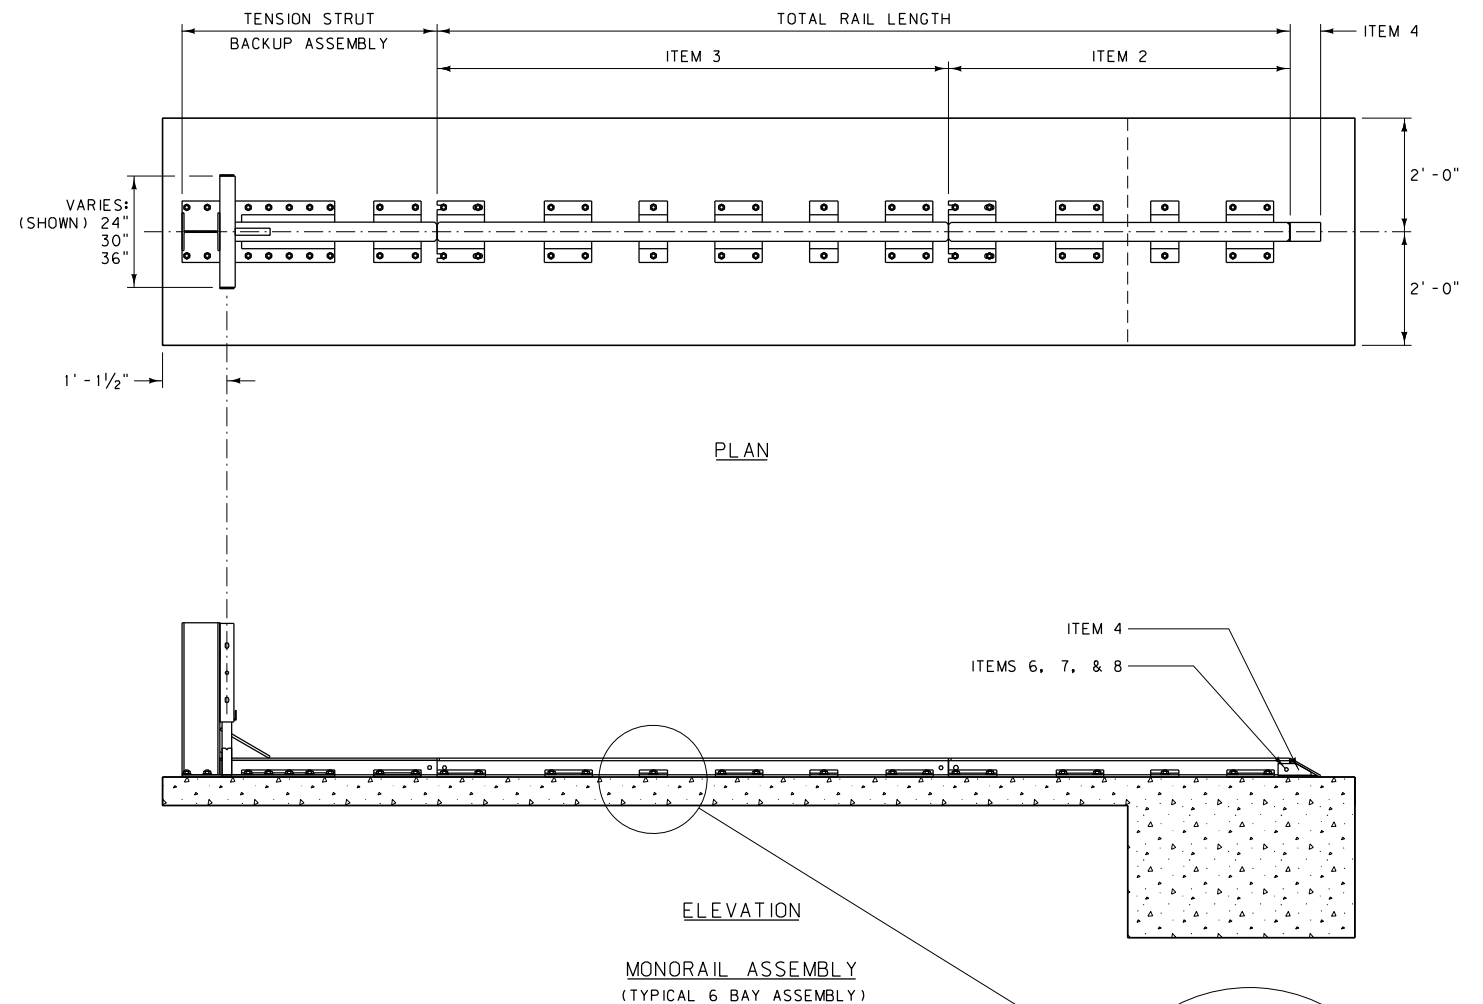 TENSION STRUT
BACKUP ASSEMBLY
TOTAL RAIL LENGTH
ITEM 4
ITEM 3
ITEM 2
VARIES:
(SHOWN) 24"
30"
36"
2'-0"
2'-0"
1'-1½"
PLAN
ITEM 4
ITEMS 6, 7, & 8
ELEVATION
MONORAIL ASSEMBLY
(TYPICAL 6 BAY ASSEMBLY)